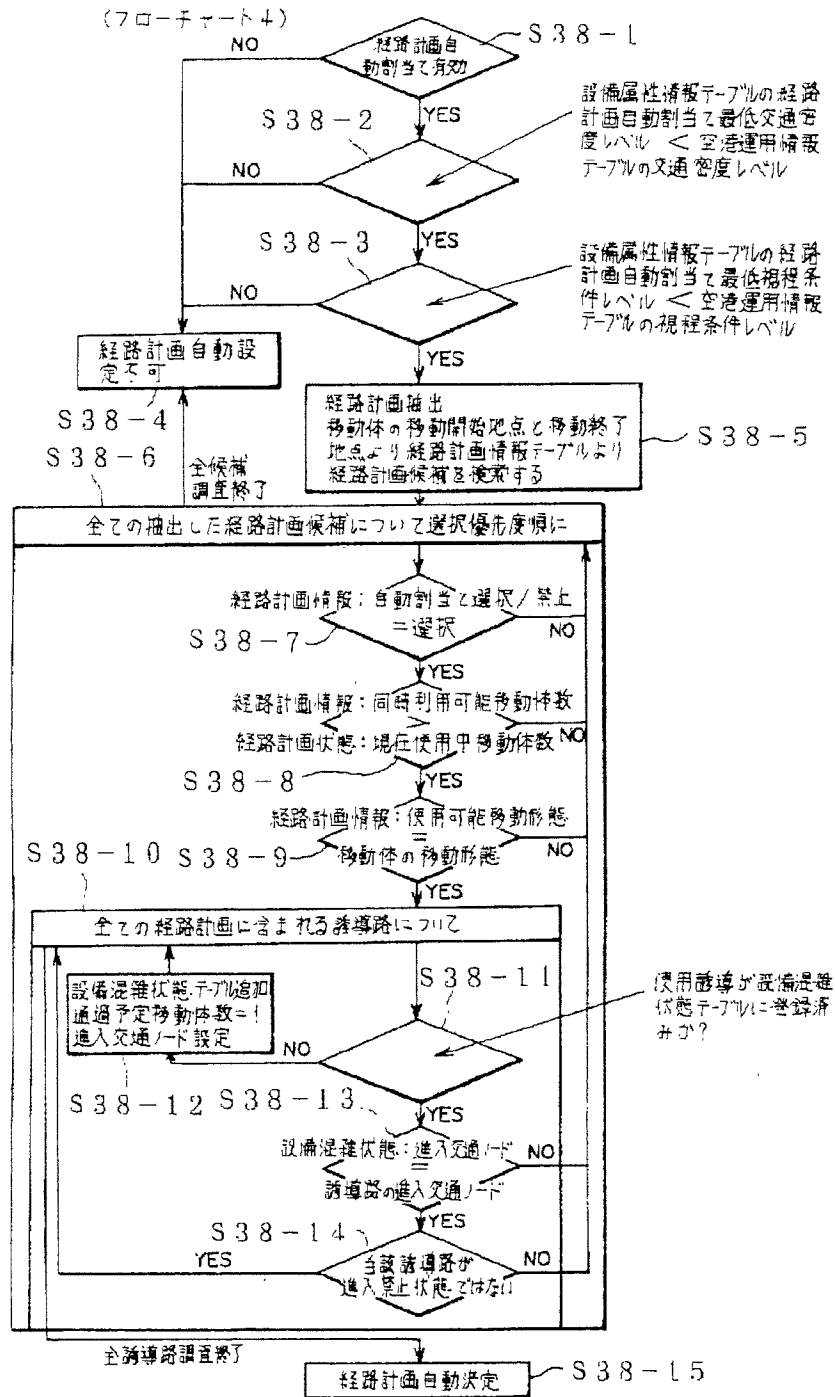 (フローチャート4)
NO
経路計画自
動割当て有効
S38-1
YES
S38-2
設備属性情報テーブルの経路
計画自動割当て最低交通密
度レベル < 空港運用情報
テーブルの交通密度レベル
NO
YES
S38-3
設備属性情報テーブルの経路
計画自動割当て最低視程条
件レベル < 空港運用情報
テーブルの視程条件レベル
NO
YES
経路計画自動設
定不可
S38-4
経路計画抽出
移動体の移動開始地点と移動終了
地点より経路計画情報テーブルより
経路計画候補を検索する
S38-5
S38-6
全候補
調査終了
全ての抽出した経路計画候補について選択優先度順に
経路計画情報:自動割当て選択/禁止
=選択
NO
S38-7
YES
経路計画情報:同時利用可能移動体数
>
経路計画状態:現在使用中移動体数
NO
S38-8
YES
経路計画情報:使用可能移動形態
=
移動体の移動形態
NO
S38-9
S38-10
YES
全ての経路計画に含まれる誘導路について
S38-11
設備混雑状態テーブル追加
通過予定移動体数=1
進入交通ノード設定
NO
使用誘導が設備混雑
状態テーブルに登録済
みか?
S38-12
S38-13
YES
設備混雑状態:進入交通ノード
=
誘導路の進入交通ノード
NO
YES
S38-14
YES
当該誘導路が
進入禁止状態ではない
NO
全誘導路調査終了
経路計画自動決定
S38-15